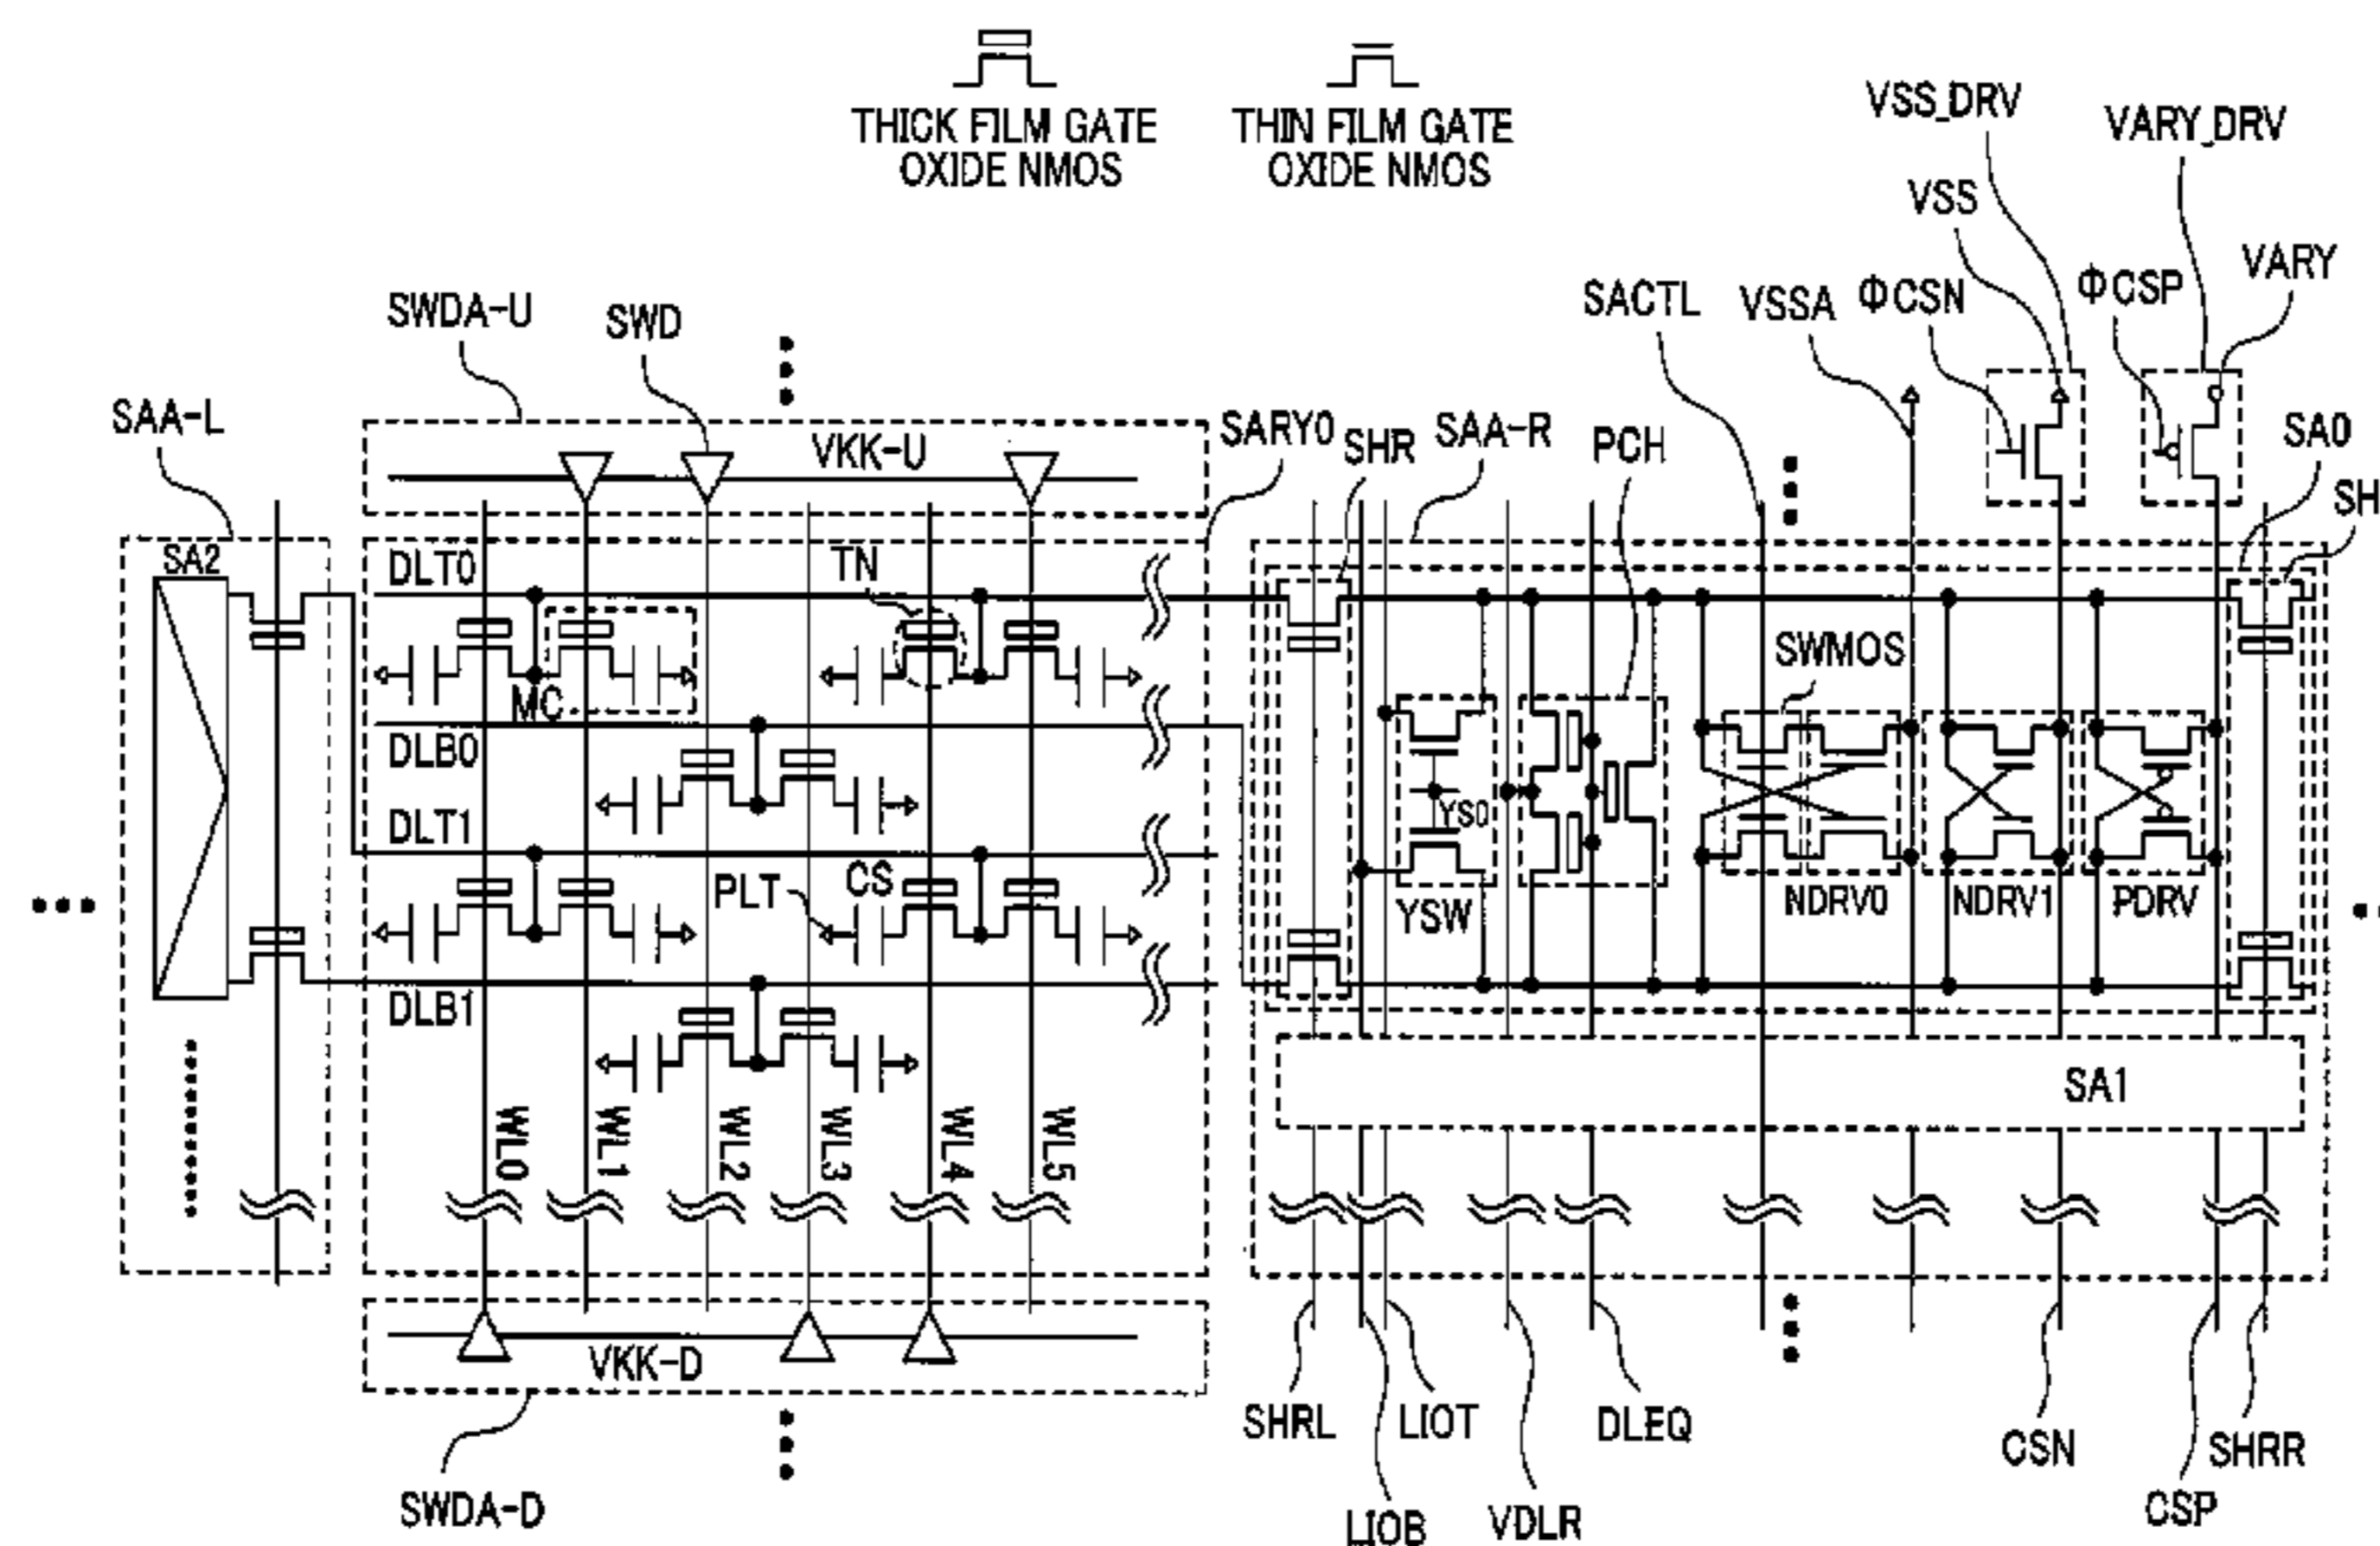 THICK FILM GATE
OXIDE NMOS
THIN FILM GATE
OXIDE NMOS
VSS_DRV
VARY_DRV
VSS
VARY
ΦCSP
ΦCSN
VSSA
SACTL
SWDA-U
SWD
SAA-L
VKK-U
SARY0
SHR
SAA-R
PCH
SA0
SH
SA2
DLT0
TN
SWMOS
MC
DLB0
YS0
DLT1
PLT
CS
YSW
NDRV0
NDRV1
PDRV
DLB1
SA1
WL0
WL1
WL2
WL3
WL4
WL5
VKK-D
SHRL
LIOT
DLEQ
CSN
SHRR
SWDA-D
LIOB
VDLR
CSP